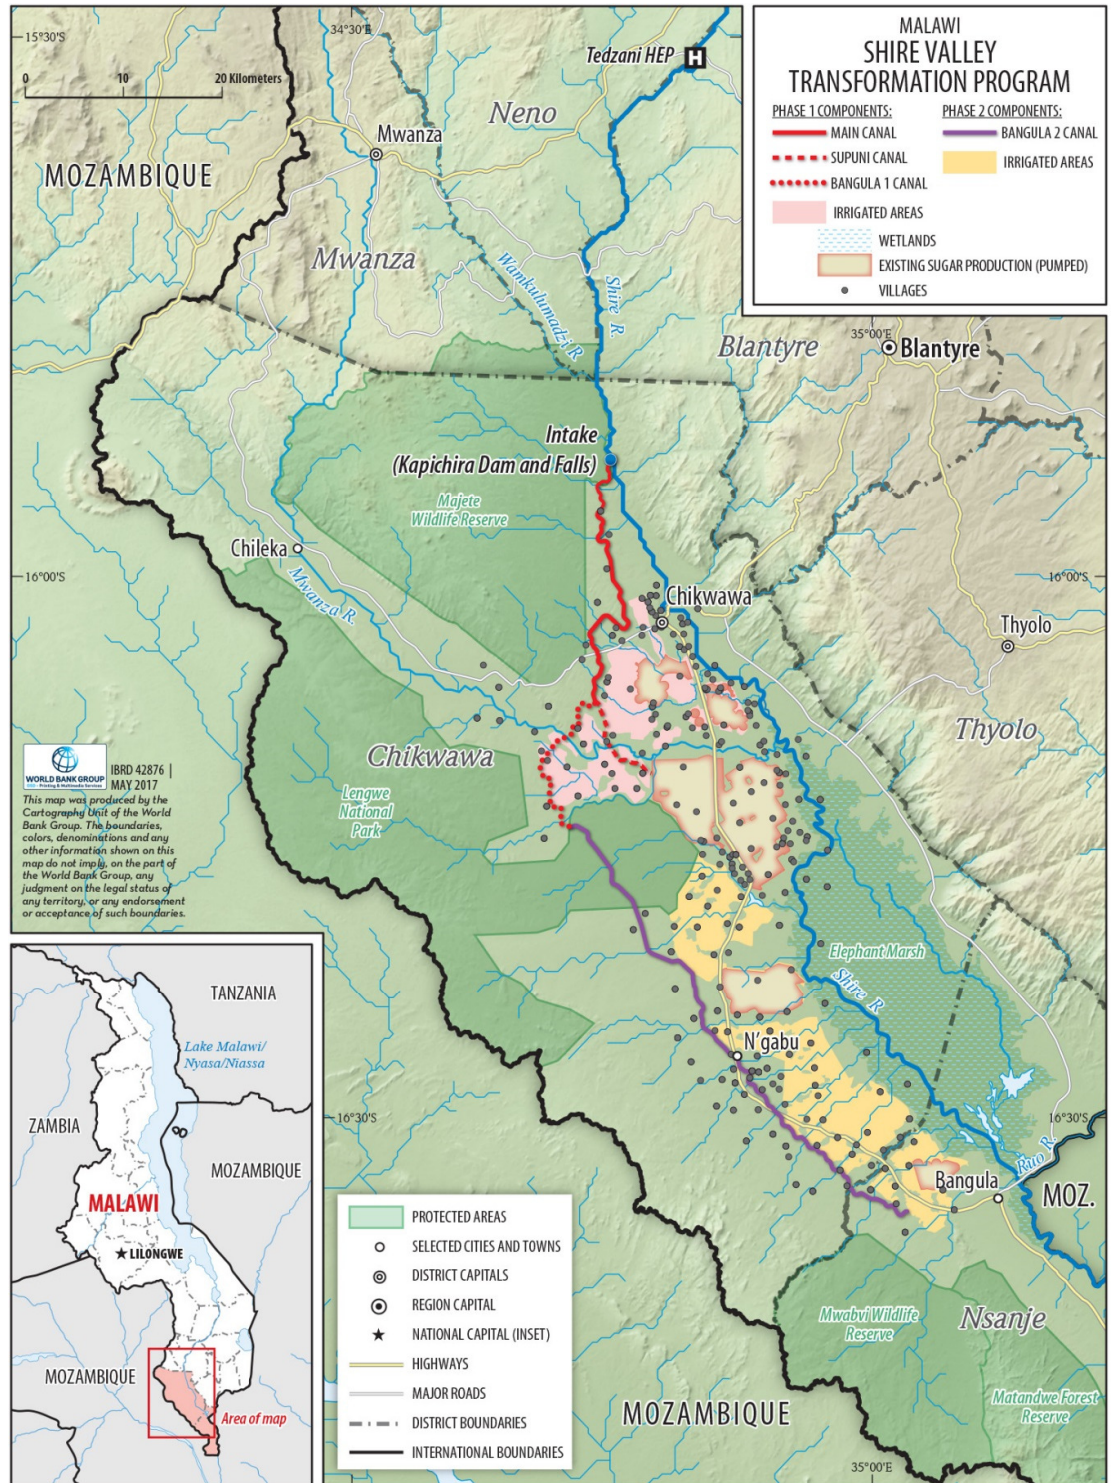 15°30'S
34°30'E
0 10 20 Kilometers
Tedzani HEP
H
Neno
Mwanza
MOZAMBIQUE
Mwanza
Wamkulumadzi R.
Shire R.
MALAWI
SHIRE VALLEY
TRANSFORMATION PROGRAM
PHASE 1 COMPONENTS:
MAIN CANAL
SUPUNI CANAL
BANGULA 1 CANAL
IRRIGATED AREAS
PHASE 2 COMPONENTS:
BANGULA 2 CANAL
IRRIGATED AREAS
WETLANDS
EXISTING SUGAR PRODUCTION (PUMPED)
VILLAGES
35°00'E
Blantyre
Blantyre
Intake
(Kapichira Dam and Falls)
Majete
Wildlife Reserve
Chileka
16°00'S
16°00'S
Mwanza R.
Chikwawa
Thyolo
Thyolo
Chikwawa
Lengwe
National
Park
WORLD BANK GROUP
Printing & Multimedia Services
IBRD 42876 |
MAY 2017
This map was produced by the
Cartography Unit of the World
Bank Group. The boundaries,
colors, denominations and any
other information shown on this
map do not imply, on the part of
the World Bank Group, any
judgment on the legal status of
any territory, or any endorsement
or acceptance of such boundaries.
Elephant Marsh
Shire R
N'gabu
16°30'S
16°30'S
Ruo R.
Bangula
MOZ.
Mwabvi Wildlife
Reserve
Nsanje
Matandwe Forest
Reserve
MOZAMBIQUE
35°00'E
TANZANIA
Lake Malawi/
Nyasa/Niassa
ZAMBIA
MOZAMBIQUE
MALAWI
LILONGWE
MOZAMBIQUE
Area of map
PROTECTED AREAS
SELECTED CITIES AND TOWNS
DISTRICT CAPITALS
REGION CAPITAL
NATIONAL CAPITAL (INSET)
HIGHWAYS
MAJOR ROADS
DISTRICT BOUNDARIES
INTERNATIONAL BOUNDARIES